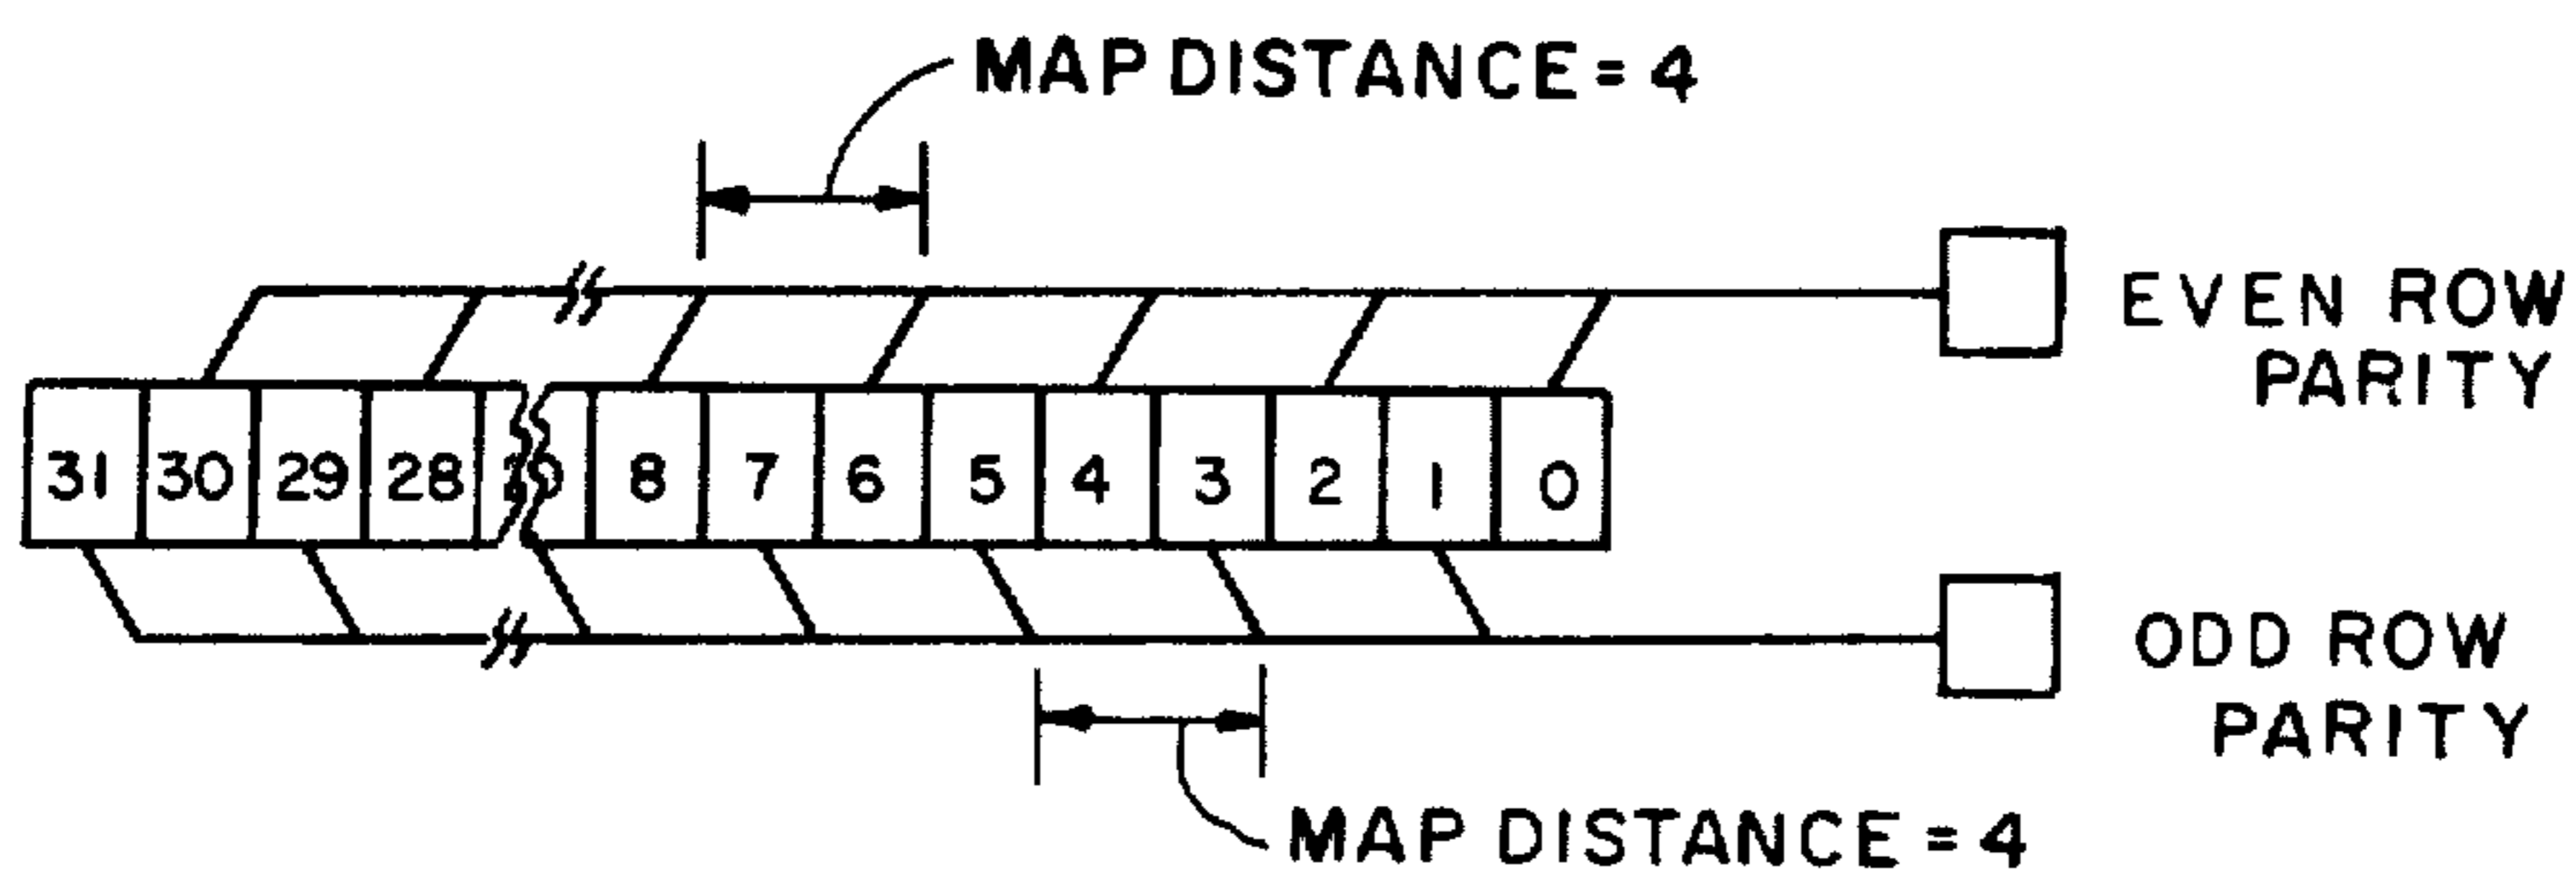 MAP DISTANCE = 4
EVEN ROW
PARITY
31 30 29 28 8 7 6 5 4 3 2 1 0
ODD ROW
PARITY
MAP DISTANCE = 4